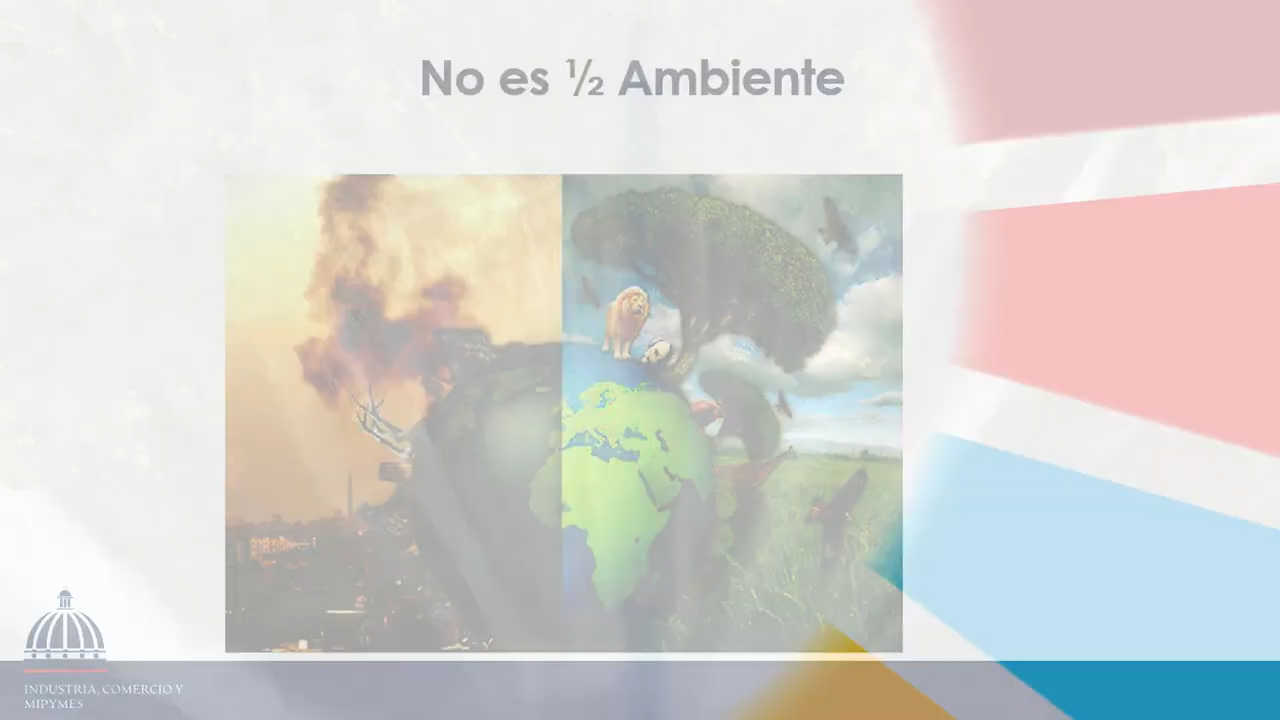 No es ½ Ambiente
INDUSTRIA, COMERCIO Y
MIPYMES